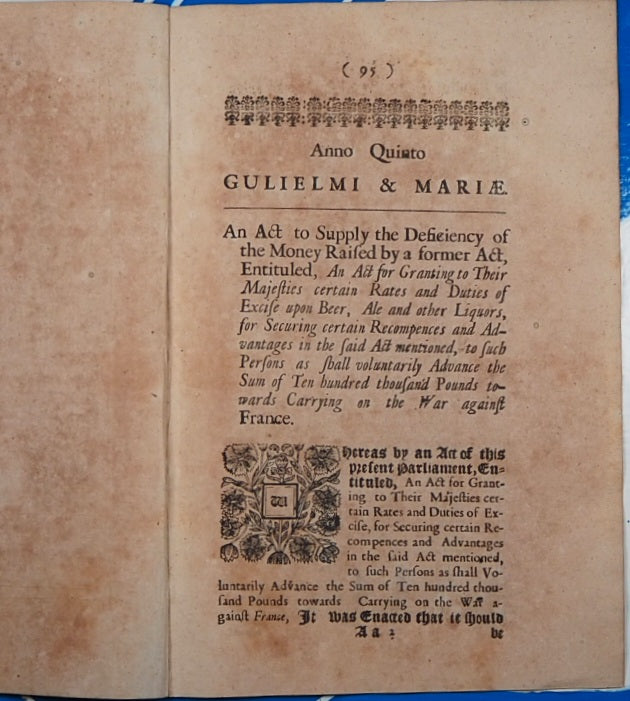 ( 95 )
Anno Quinto
GULIELMI & MARIÆ.
An Act to Supply the Deficiency of
the Money Raiſed by a former Act,
Entituled, An Act for Granting to Their
Majeſties certain Rates and Duties of
Exciſe upon Beer, Ale and other Liquors,
for Securing certain Recompences and Ad-
vantages in the ſaid Act mentioned, to ſuch
Perſons as ſhall voluntarily Advance the
Sum of Ten hundred thouſand Pounds to-
wards Carrying on the War againſt
France.
Whereas by an Act of this
preſent Parliament, En-
tituled, An Act for Grant-
ing to Their Majeſties cer-
tain Rates and Duties of Ex-
ciſe, for Securing certain Re-
compences and Advantages
in the ſaid Act mentioned,
to ſuch Perſons as ſhall Vo-
luntarily Advance the Sum of Ten hundred thou-
ſand Pounds towards Carrying on the War a-
gainſt France, It was Enacted that it ſhould
A a 2 be